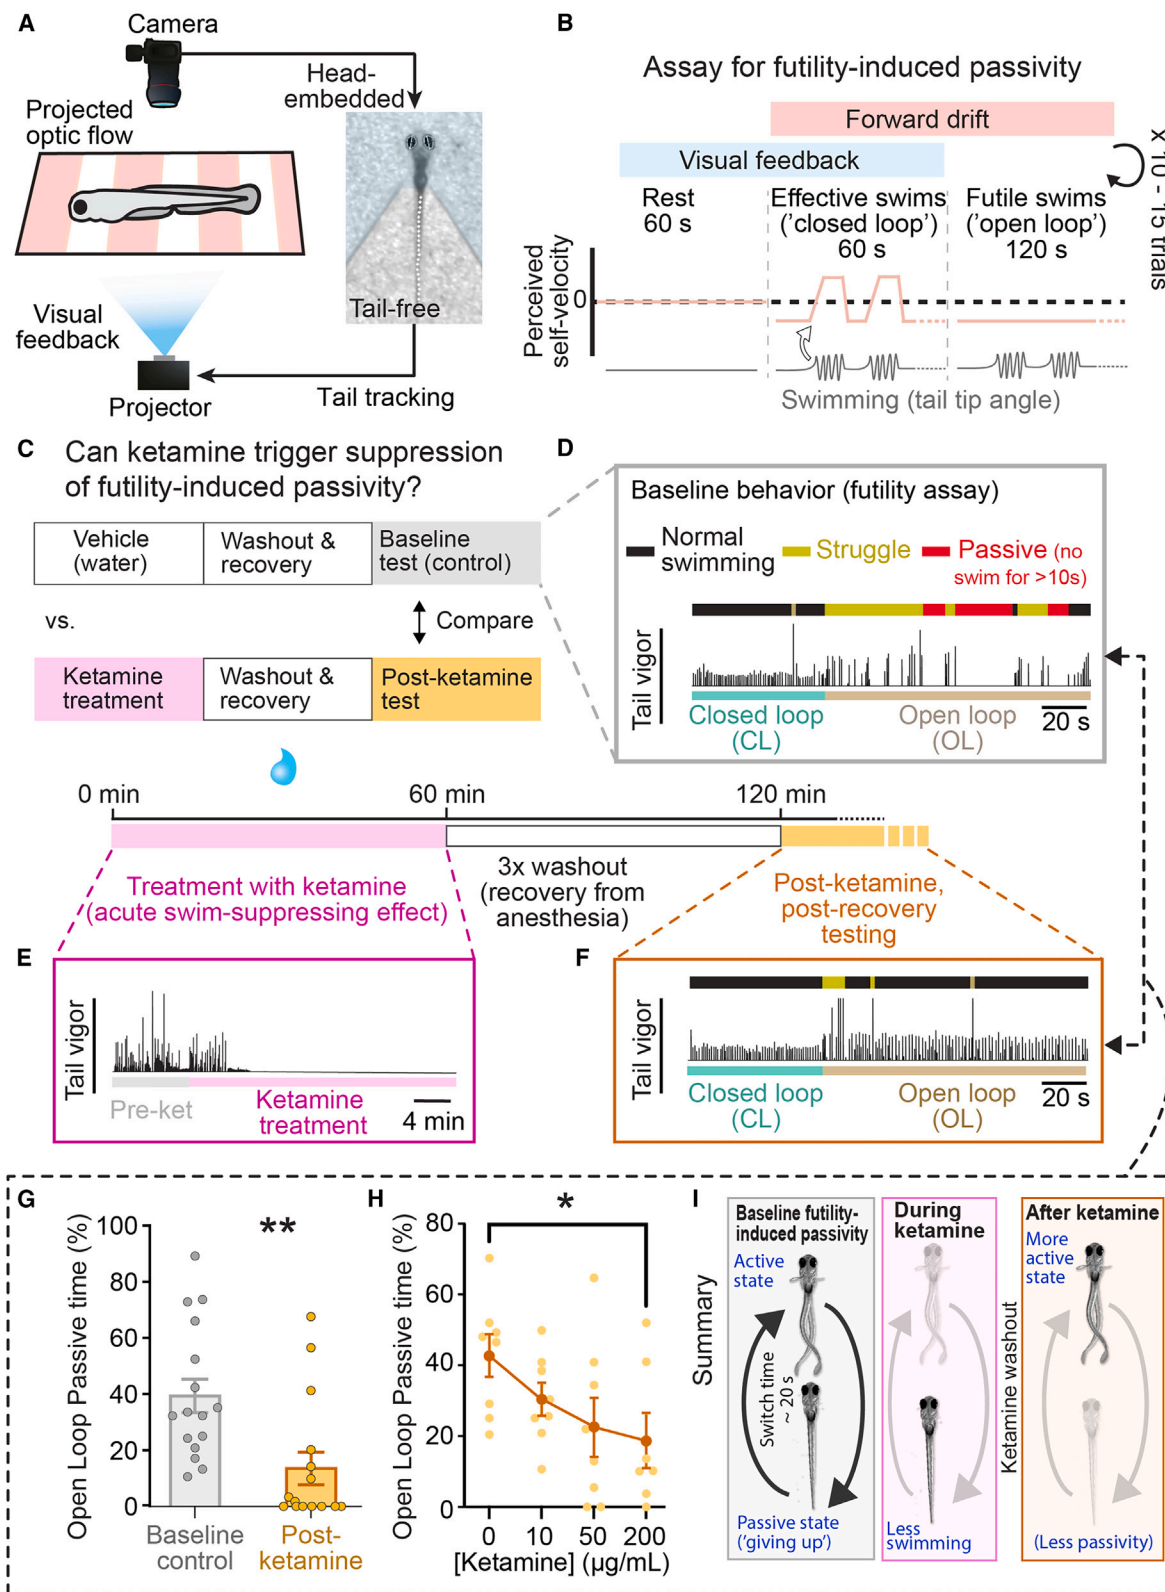 A
Camera
Head-
embedded
Projected
optic flow
Tail-free
Visual
feedback
Projector
Tail tracking
B
Assay for futility-induced passivity
Forward drift
Visual feedback
x 10 - 15 trials
Rest
60 s
Effective swims
('closed loop')
60 s
Futile swims
('open loop')
120 s
Perceived
self-velocity
0
Swimming (tail tip angle)
C
Can ketamine trigger suppression
of futility-induced passivity?
Vehicle
(water)
Washout &
recovery
Baseline
test (control)
vs.
Compare
Ketamine
treatment
Washout &
recovery
Post-ketamine
test
D
Baseline behavior (futility assay)
Normal
swimming
Struggle
Passive (no
swim for >10s)
Tail vigor
Closed loop
(CL)
Open loop
(OL)
20 s
0 min
60 min
120 min
Treatment with ketamine
(acute swim-suppressing effect)
3x washout
(recovery from
anesthesia)
Post-ketamine,
post-recovery
testing
E
Tail vigor
Pre-ket
Ketamine
treatment
4 min
F
Tail vigor
Closed loop
(CL)
Open loop
(OL)
20 s
G
Open Loop Passive time (%)
100
80
60
40
20
0
**
Baseline
control
Post-
ketamine
H
Open Loop Passive time (%)
80
60
40
20
0
*
0 10 50 200
[Ketamine] (µg/mL)
I
Summary
Baseline futility-
induced passivity
Active
state
Switch time
~ 20 s
Passive state
('giving up')
During
ketamine
Less
swimming
Ketamine washout
After ketamine
More
active
state
(Less passivity)